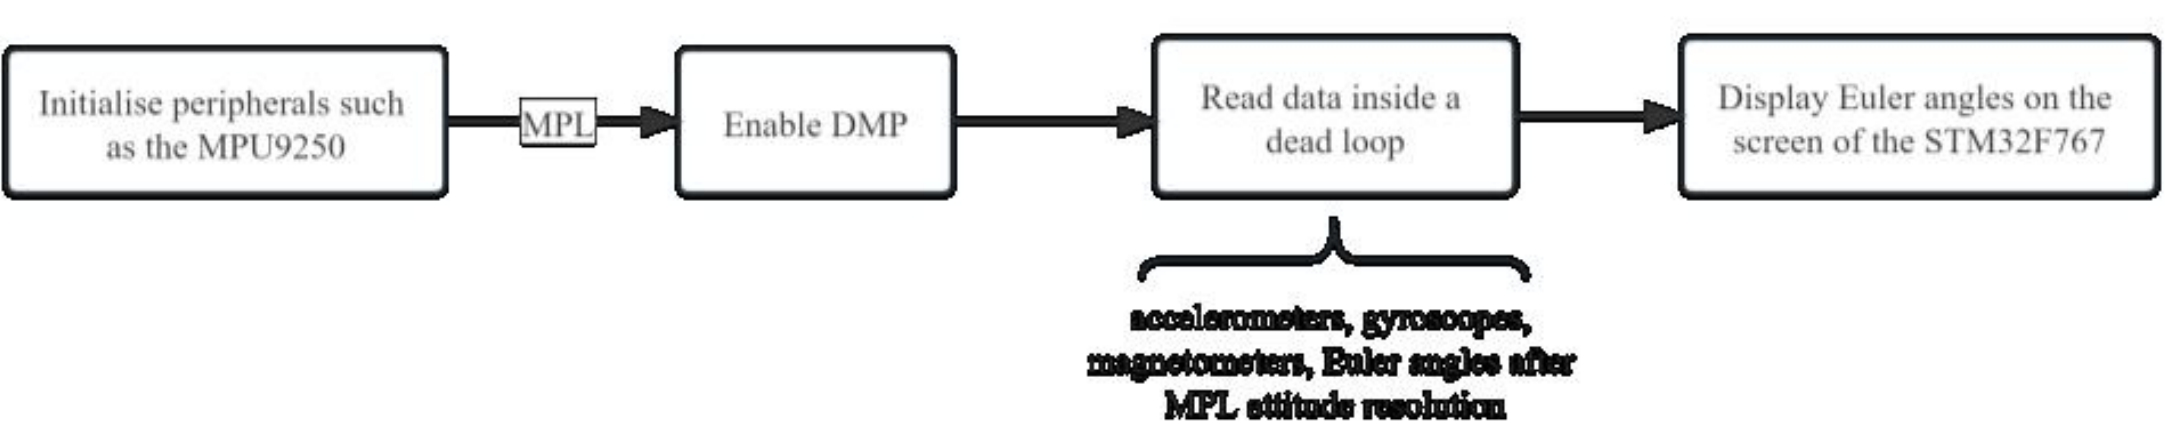 Initialise peripherals such
as the MPU9250
MPL
Enable DMP
Read data inside a
dead loop
Display Euler angles on the
screen of the STM32F767
accelerometers, gyroscopes,
magnetometers, Euler angles after
MPL attitude resolution